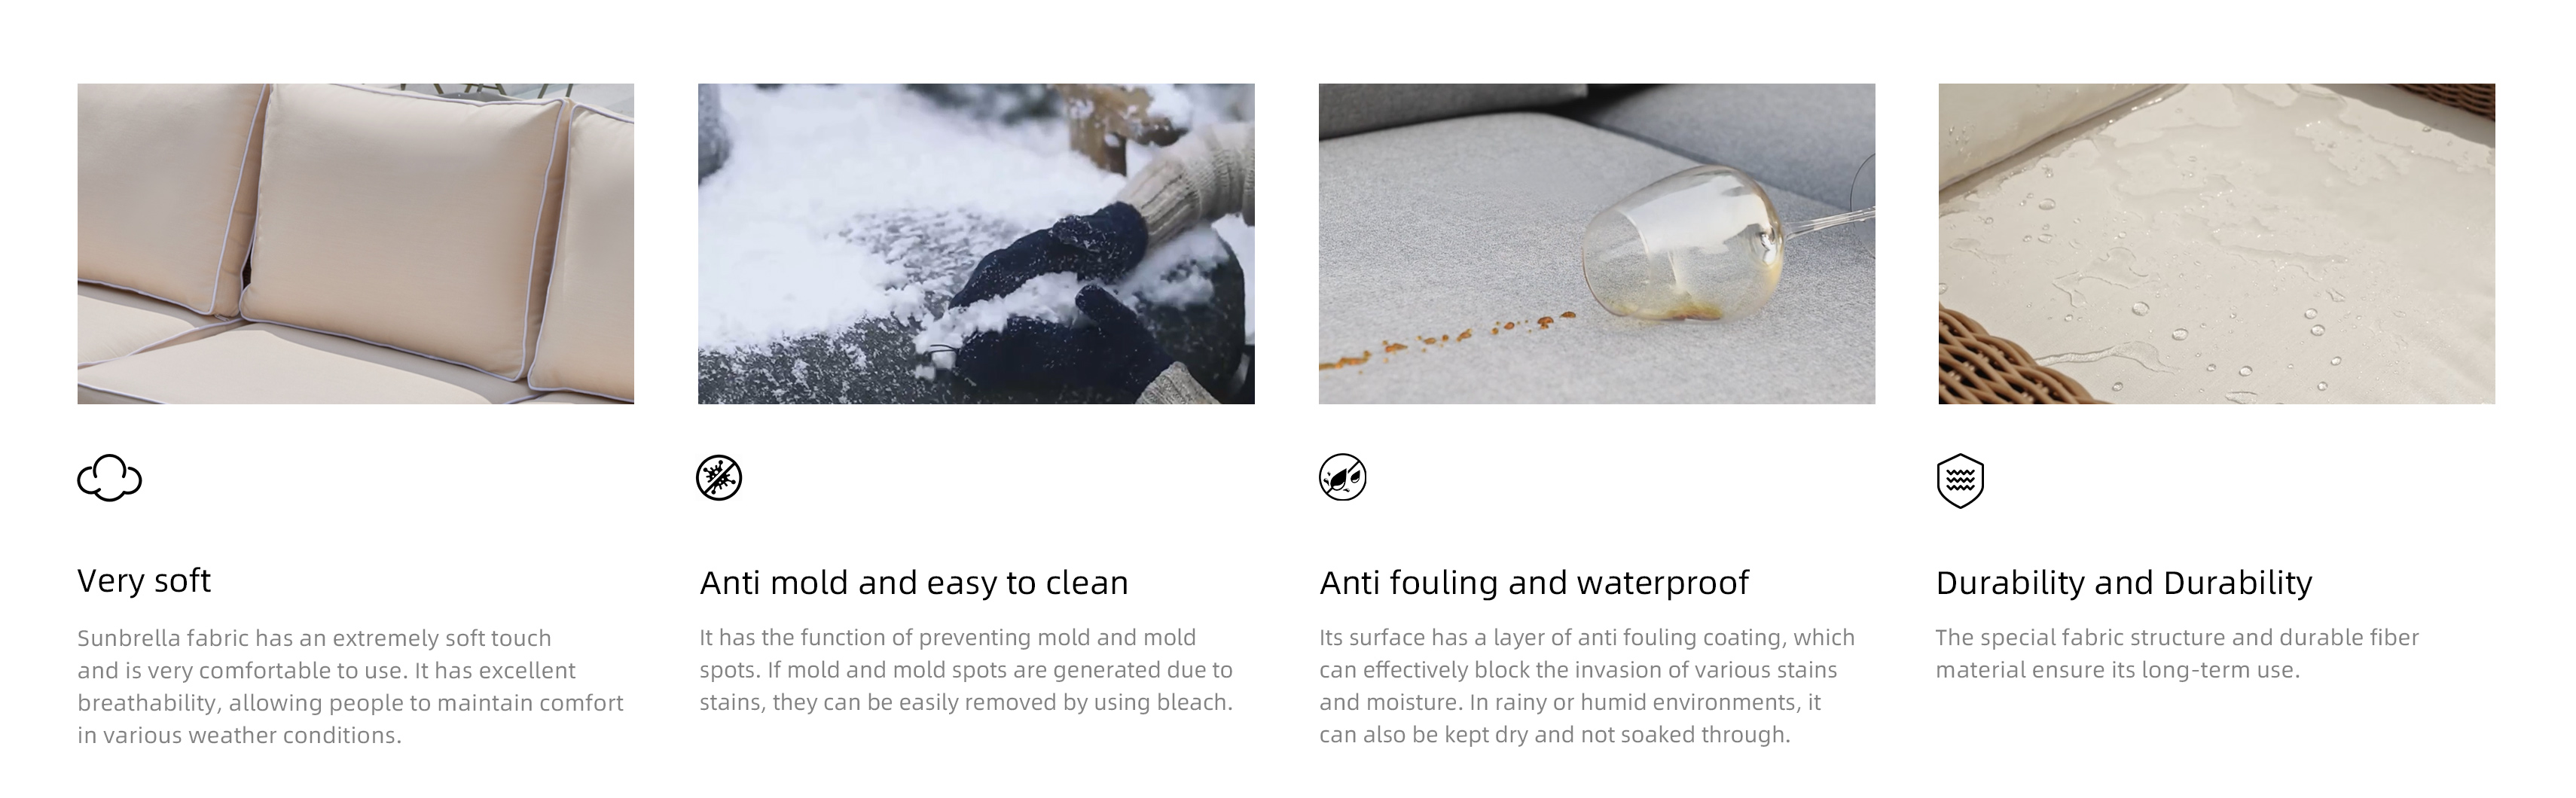 Very soft
Sunbrella fabric has an extremely soft touch
and is very comfortable to use. It has excellent
breathability, allowing people to maintain comfort
in various weather conditions.
Anti mold and easy to clean
It has the function of preventing mold and mold
spots. If mold and mold spots are generated due to
stains, they can be easily removed by using bleach.
Anti fouling and waterproof
Its surface has a layer of anti fouling coating, which
can effectively block the invasion of various stains
and moisture. In rainy or humid environments, it
can also be kept dry and not soaked through.
Durability and Durability
The special fabric structure and durable fiber
material ensure its long-term use.